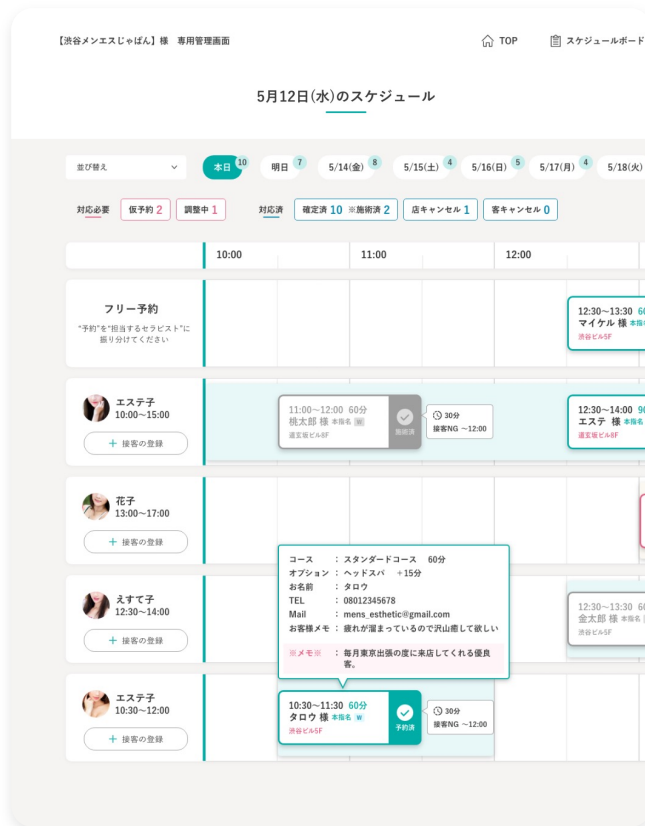 【渋谷メンエスじゃぱん】様 専用管理画面
TOP
スケジュールボード
5月12日(水)のスケジュール
並び替え
本日 10
明日 7
5/14(金) 8
5/15(土) 4
5/16(日) 5
5/17(月) 4
5/18(火)
対応必要
仮予約 2
調整中 1
対応済
確定済 10 ※施術済 2
店キャンセル 1
客キャンセル 0
10:00
11:00
12:00
フリー予約
"予約"を"担当するセラピスト"に
振り分けてください
12:30〜13:30
マイケル 様
渋谷ビル5F
エステ子
10:00〜15:00
+ 接客の登録
11:00〜12:00 60分
桃太郎 様 本指名 W
道玄坂ビル8F
施術済
30分
接客NG 〜12:00
12:30〜14:00
エステ 様 本指名
道玄坂ビル8F
花子
13:00〜17:00
+ 接客の登録
えすて子
12:30〜14:00
+ 接客の登録
コース : スタンダードコース 60分
オプション : ヘッドスパ +15分
お名前 : タロウ
TEL : 08012345678
Mail : mens_esthetic@gmail.com
お客様メモ : 疲れが溜まっているので沢山癒して欲しい
※メモ※ : 毎月東京出張の度に来店してくれる優良
客。
12:30〜13:30
金太郎 様 本指名
渋谷ビル5F
エステ子
10:30〜12:00
+ 接客の登録
10:30〜11:30 60分
タロウ 様 本指名 W
渋谷ビル5F
予約済
30分
接客NG 〜12:00